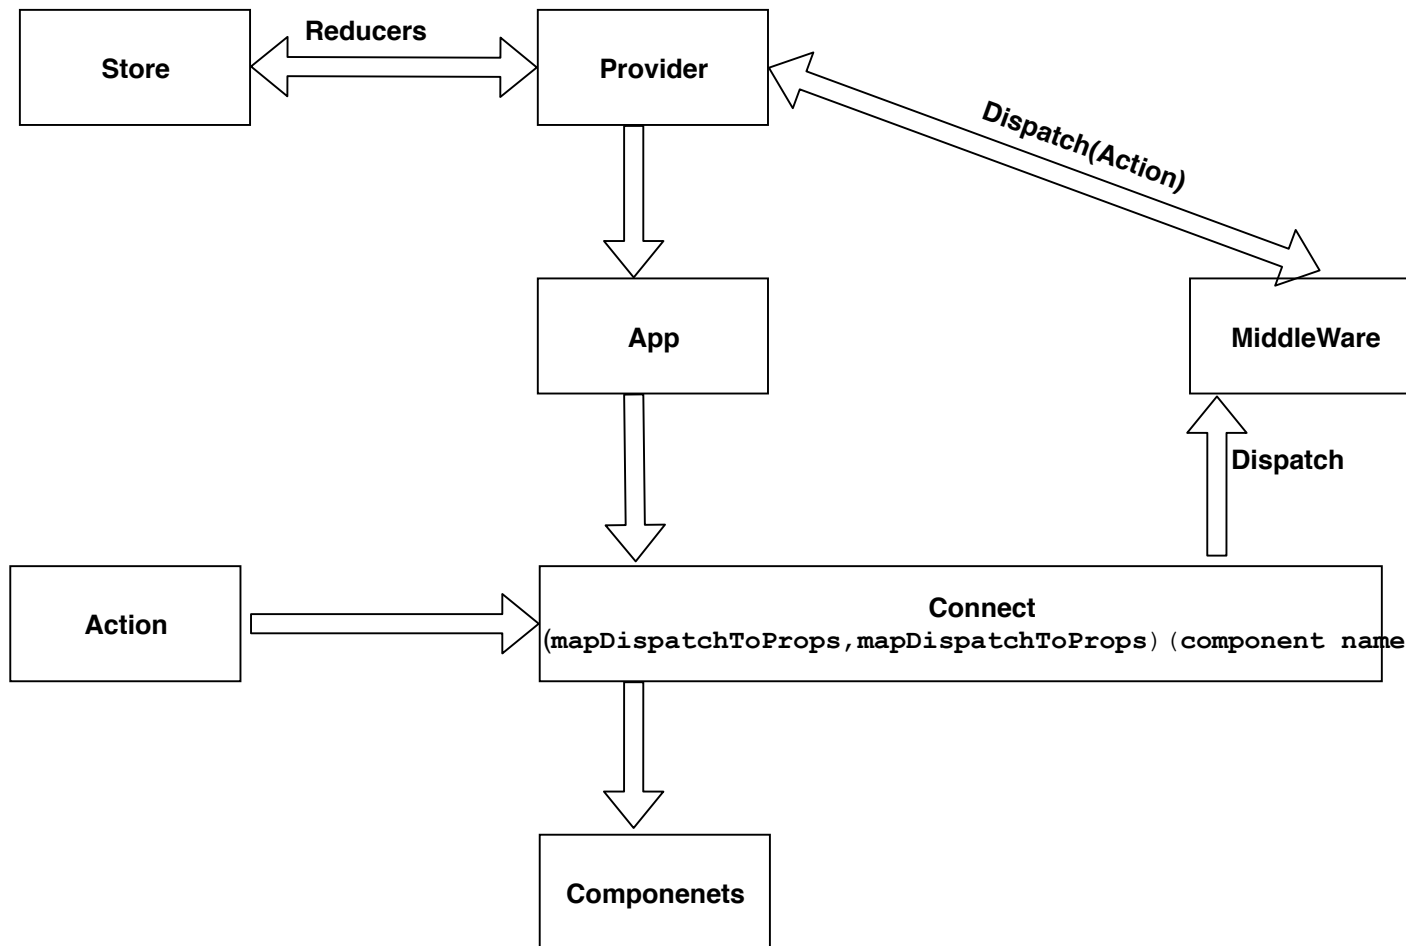 Reducers
Store
Provider
Dispatch(Action)
App
MiddleWare
Dispatch
Action
Connect
(mapDispatchToProps,mapDispatchToProps)(component name
Componenets